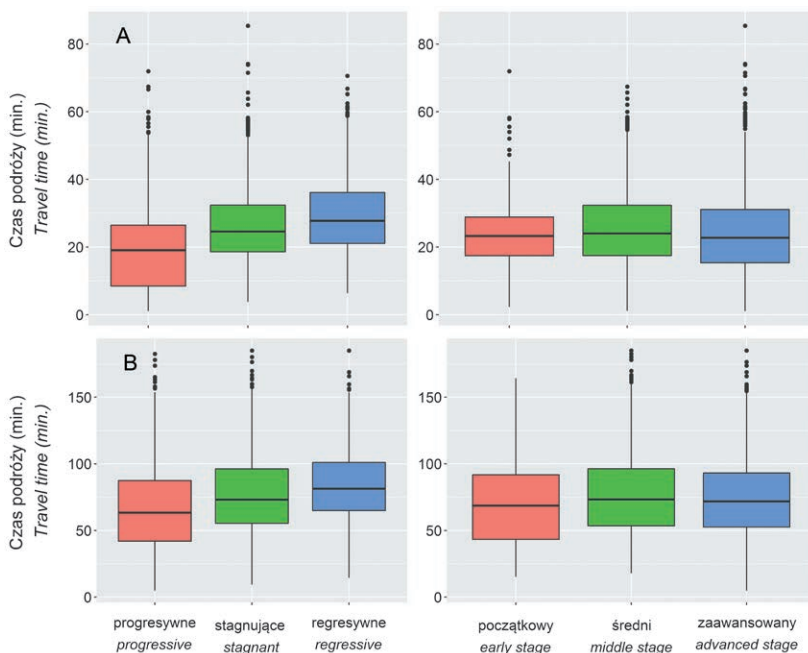 A
Czas podróży (min.)
Travel time (min.)
80
60
40
20
0
80
60
40
20
0
B
Czas podróży (min.)
Travel time (min.)
150
100
50
0
150
100
50
0
progresywne
progressive
stagnujące
stagnant
regresywne
regressive
początkowy
early stage
średni
middle stage
zaawansowany
advanced stage